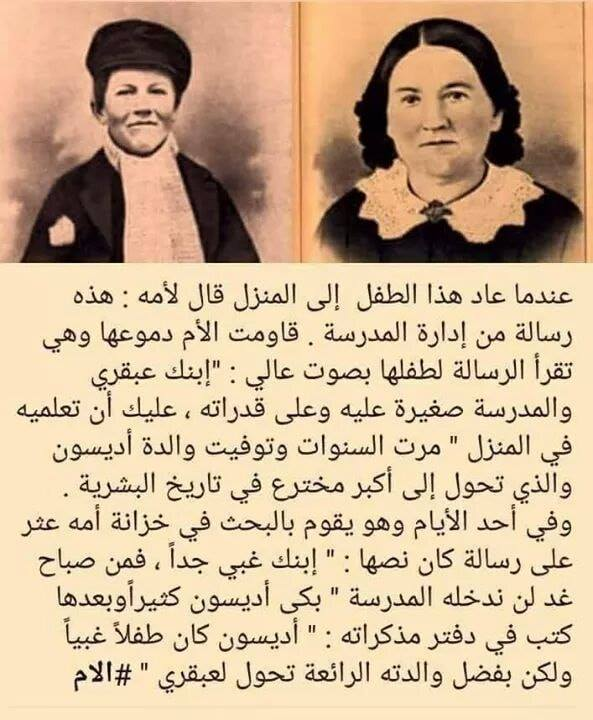 عندما عاد هذا الطفل إلى المنزل قال لأمه : هذه
رسالة من إدارة المدرسة . قاومت الأم دموعها وهي
تقرأ الرسالة لطفلها بصوت عالي : "إبنك عبقري
والمدرسة صغيرة عليه وعلى قدراته ، عليك أن تعلميه
في المنزل " مرت السنوات وتوفيت والدة أديسون
والذي تحول إلى أكبر مخترع في تاريخ البشرية .
وفي أحد الأيام وهو يقوم بالبحث في خزانة أمه عثر
على رسالة كان نصها : " إبنك غبي جداً ، فمن صباح
غد لن ندخله المدرسة " بكى أديسون كثيرأوبعدها
كتب في دفتر مذكراته : " أديسون كان طفلاً غبياً
ولكن بفضل والدته الرائعة تحول لعبقري " #الام